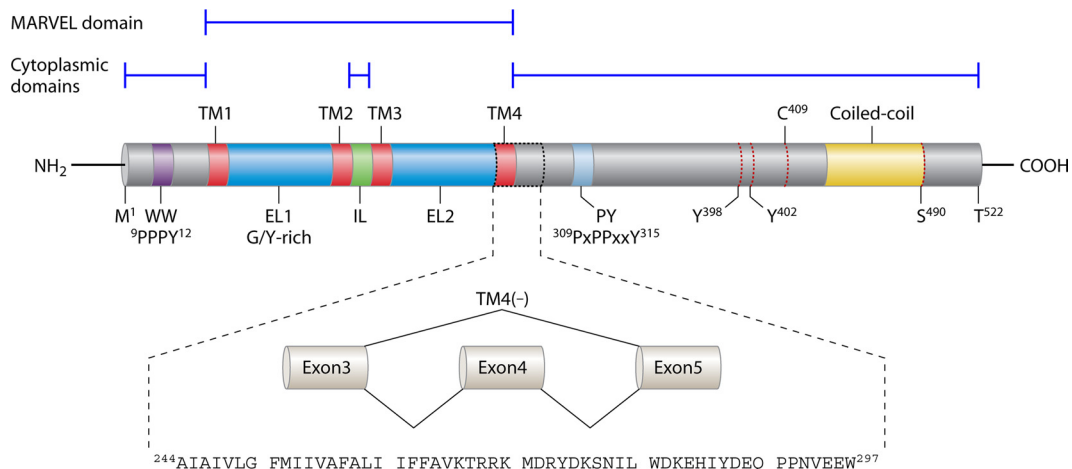 MARVEL domain
Cytoplasmic
domains
TM1 TM2 TM3 TM4 C⁴⁰⁹ Coiled-coil
NH₂ COOH
M¹ WW EL1 IL EL2 PY Y³⁹⁸ Y⁴⁰² S⁴⁹⁰ T⁵²²
⁹PPPY¹² G/Y-rich ³⁰⁹PxPPxxY³¹⁵
TM4(–)
Exon3 Exon4 Exon5
²⁴⁴AIAIVLG FMIIVAFALI IFFAVKTRRK MDRYDKSNIL WDKEHIYDEQ PPNVEEW²⁹⁷